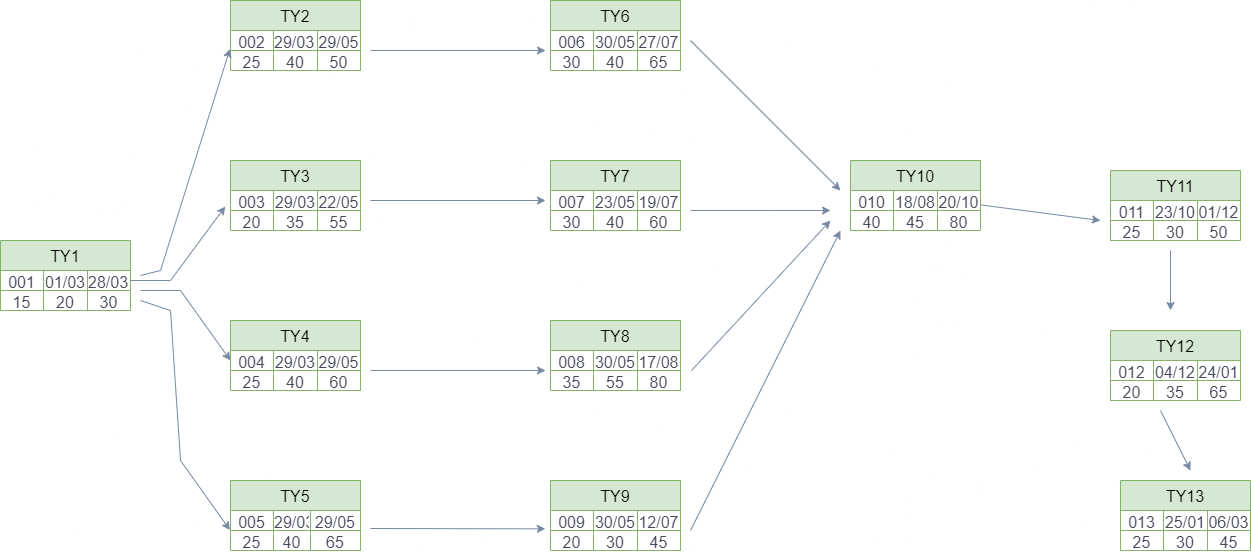 TY2
002 29/03 29/05
25 40 50
TY6
006 30/05 27/07
30 40 65
TY3
003 29/03 22/05
20 35 55
TY7
007 23/05 19/07
30 40 60
TY10
010 18/08 20/10
40 45 80
TY11
011 23/10 01/12
25 30 50
TY1
001 01/03 28/03
15 20 30
TY4
004 29/03 29/05
25 40 60
TY8
008 30/05 17/08
35 55 80
TY12
012 04/12 24/01
20 35 65
TY5
005 29/03 29/05
25 40 65
TY9
009 30/05 12/07
20 30 45
TY13
013 25/01 06/03
25 30 45